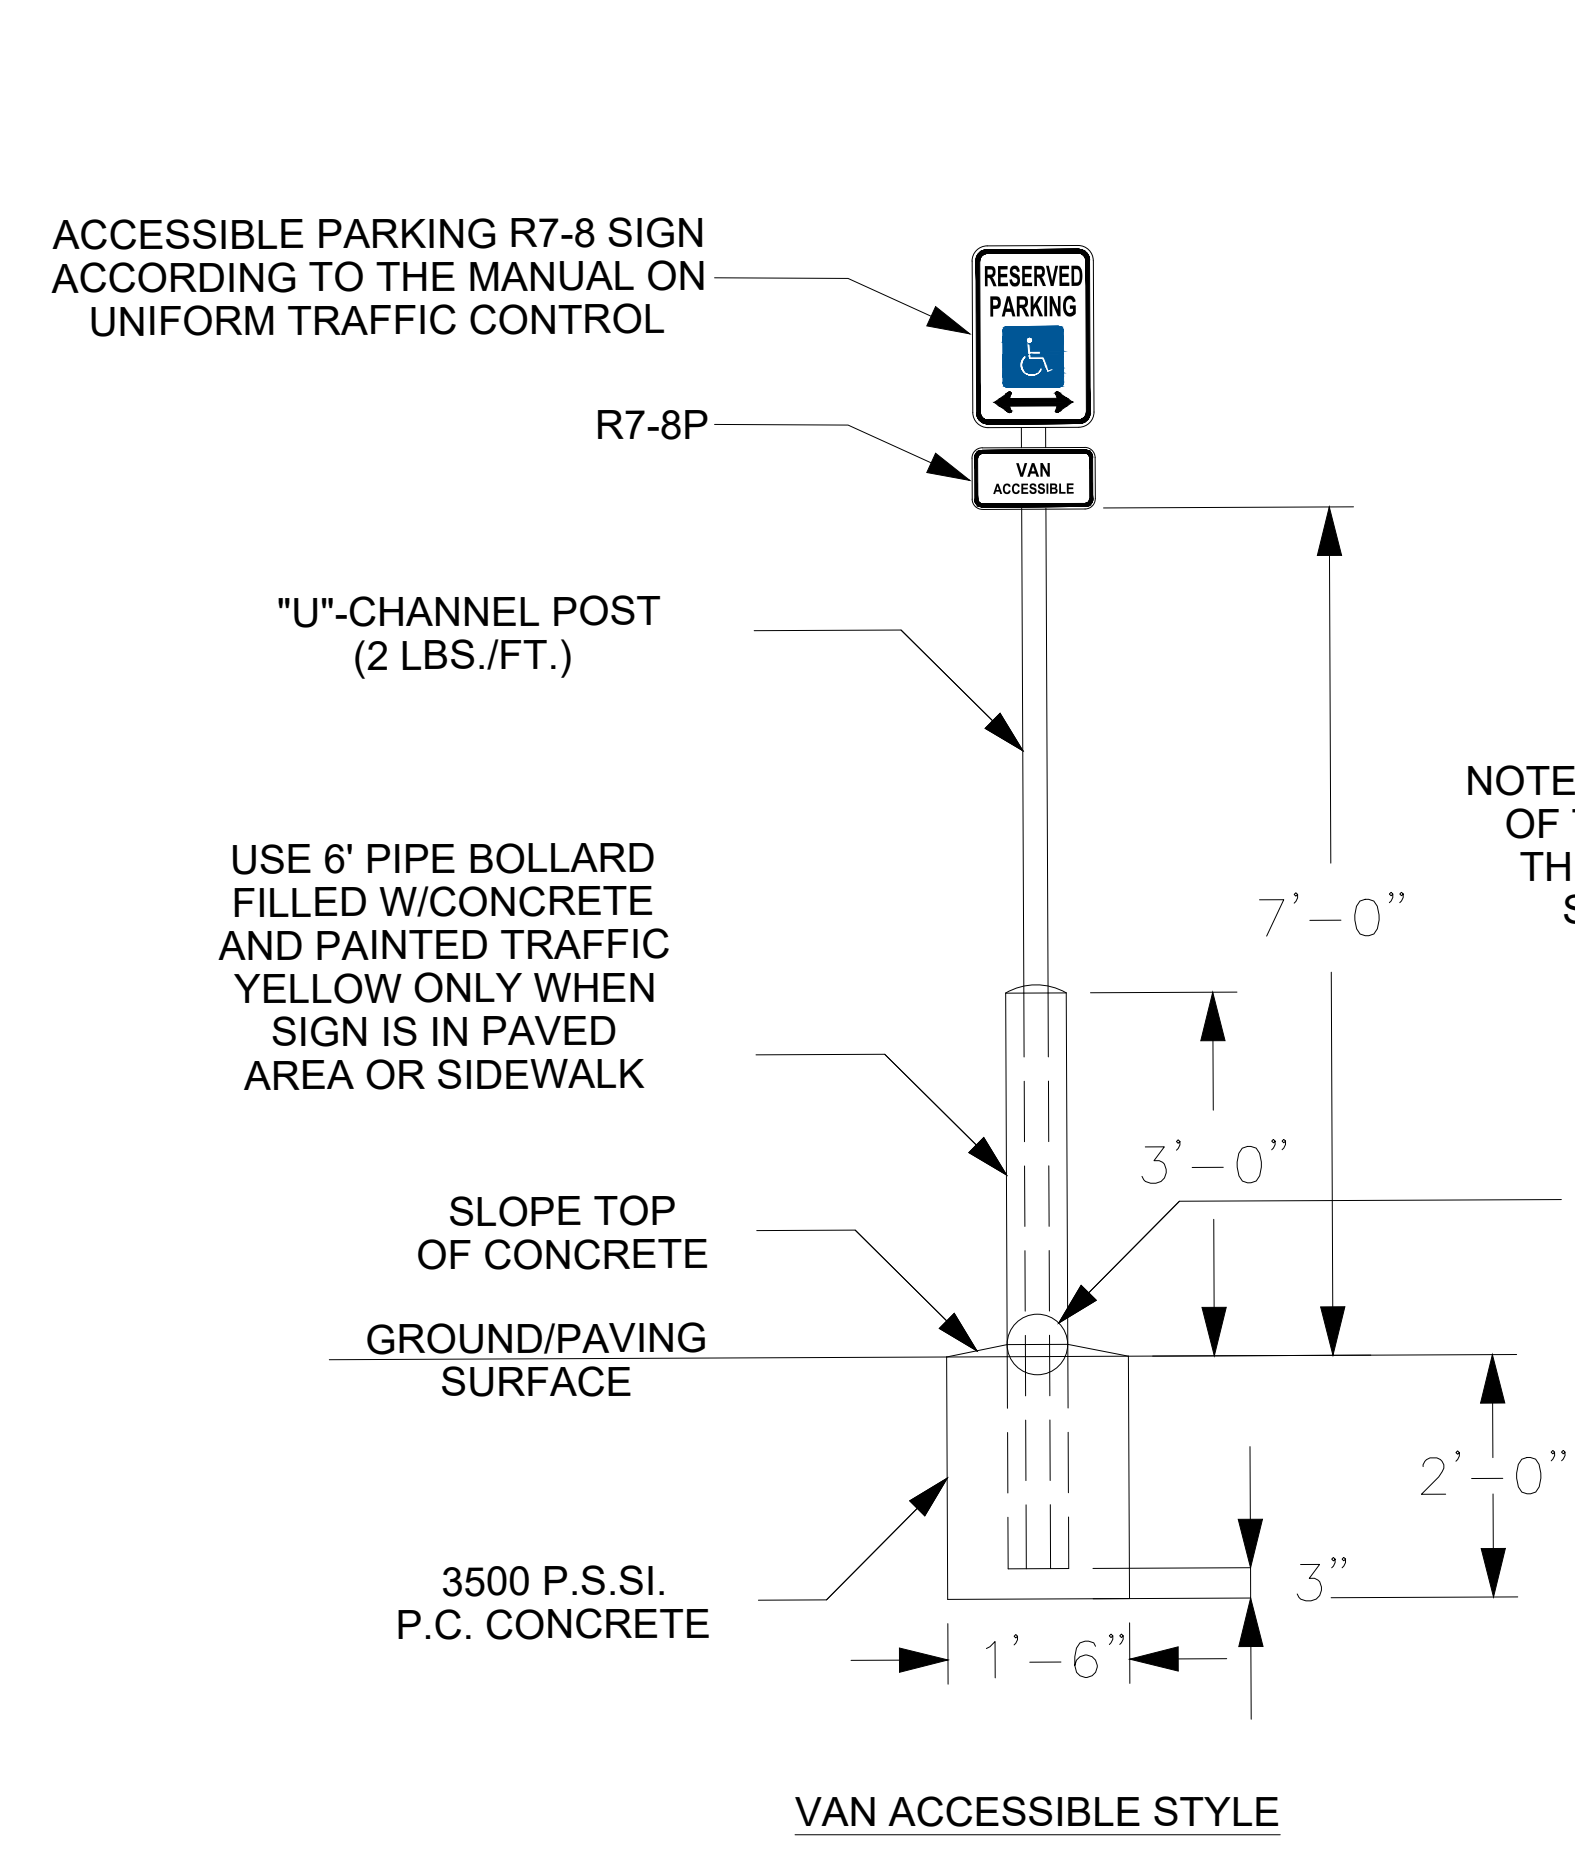 ACCESSIBLE PARKING R7-8 SIGN
ACCORDING TO THE MANUAL ON
UNIFORM TRAFFIC CONTROL
RESERVED
PARKING
R7-8P
VAN
ACCESSIBLE
"U"-CHANNEL POST
(2 LBS./FT.)
USE 6' PIPE BOLLARD
FILLED W/CONCRETE
AND PAINTED TRAFFIC
YELLOW ONLY WHEN
SIGN IS IN PAVED
AREA OR SIDEWALK
7'-0"
NOTE
OF
3'-0"
SLOPE TOP
OF CONCRETE
GROUND/PAVING
SURFACE
2'-0"
3500 P.S.SI.
P.C. CONCRETE
3"
1'-6"
VAN ACCESSIBLE STYLE